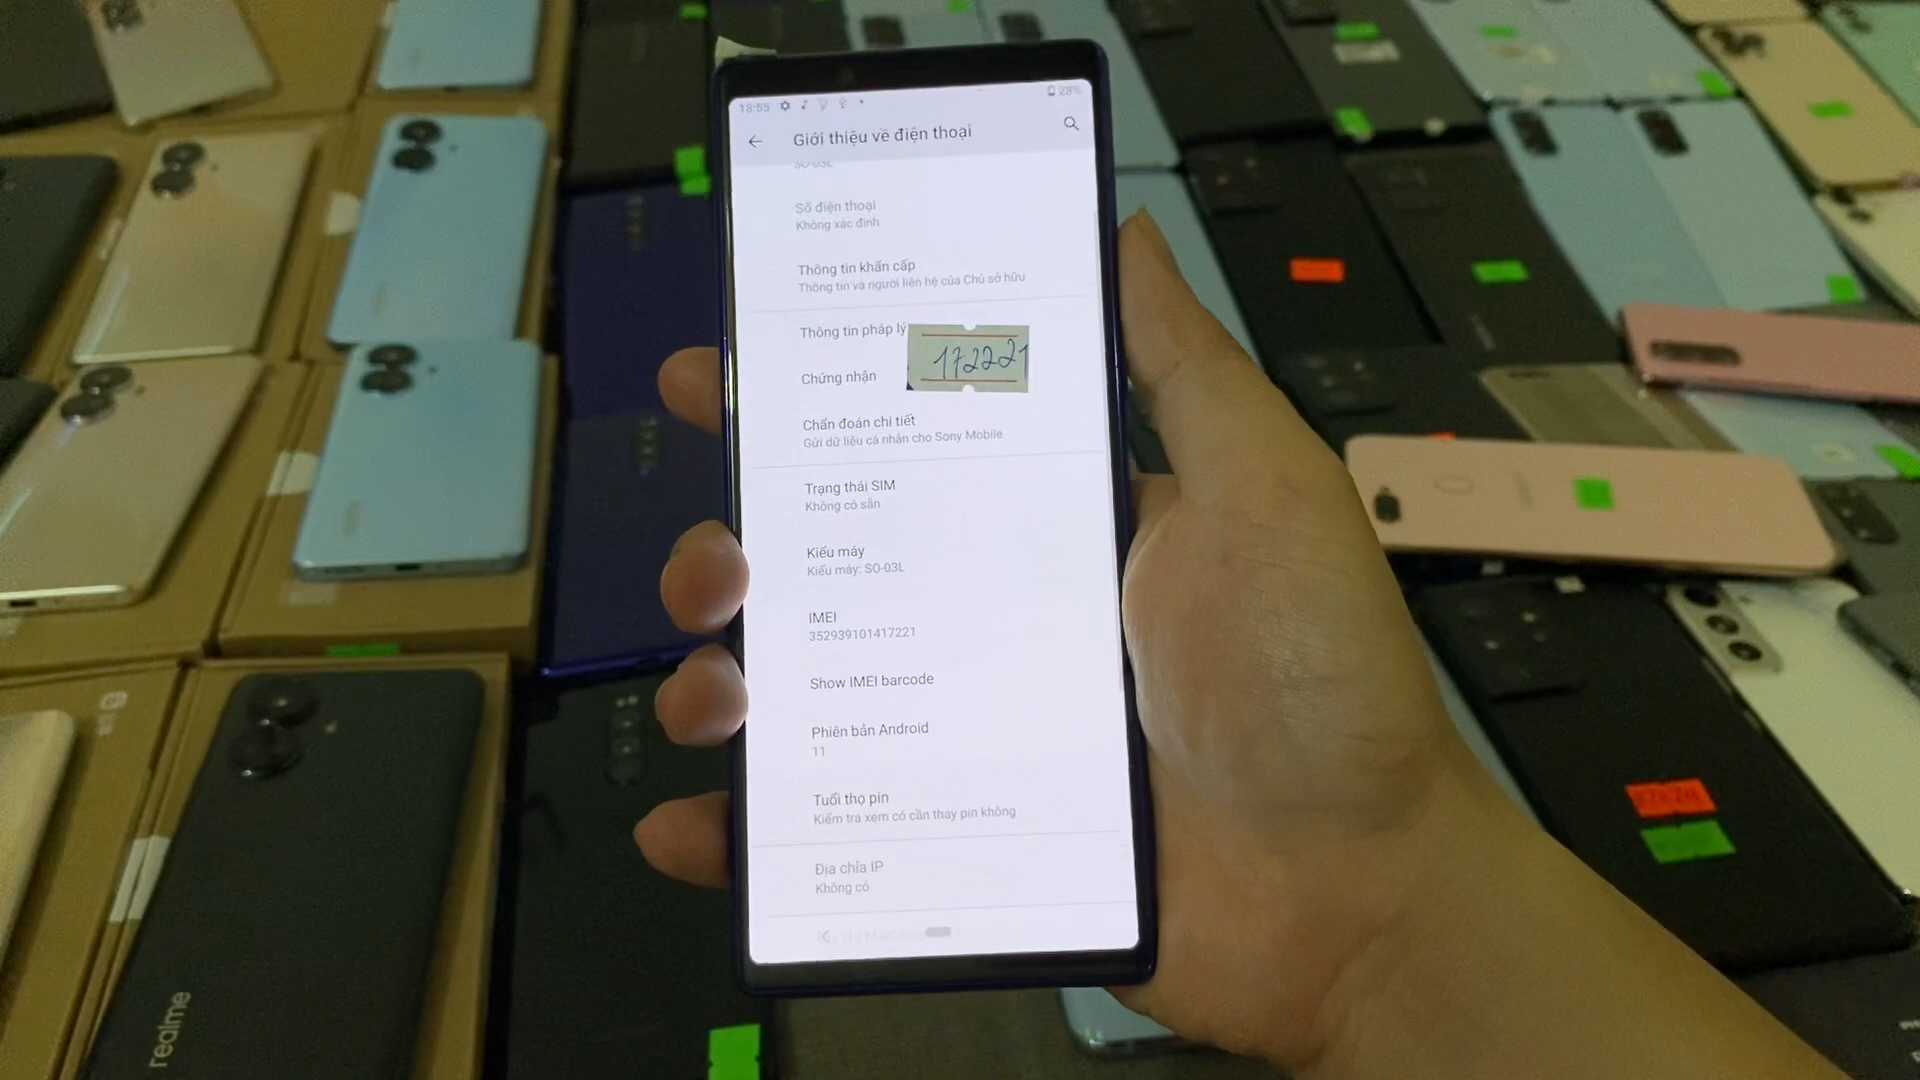 18:55
28%
Giới thiệu về điện thoại
SO-03L
Số điện thoại
Không xác định
Thông tin khẩn cấp
Thông tin và người liên hệ của Chủ sở hữu
Thông tin pháp lý
172221
Chứng nhận
Chẩn đoán chi tiết
Gửi dữ liệu cá nhân cho Sony Mobile
Trạng thái SIM
Không có sẵn
Kiểu máy
Kiểu máy: SO-03L
IMEI
352939101417221
Show IMEI barcode
Phiên bản Android
11
Tuổi thọ pin
Kiểm tra xem có cần thay pin không
Địa chỉa IP
Không có
realme